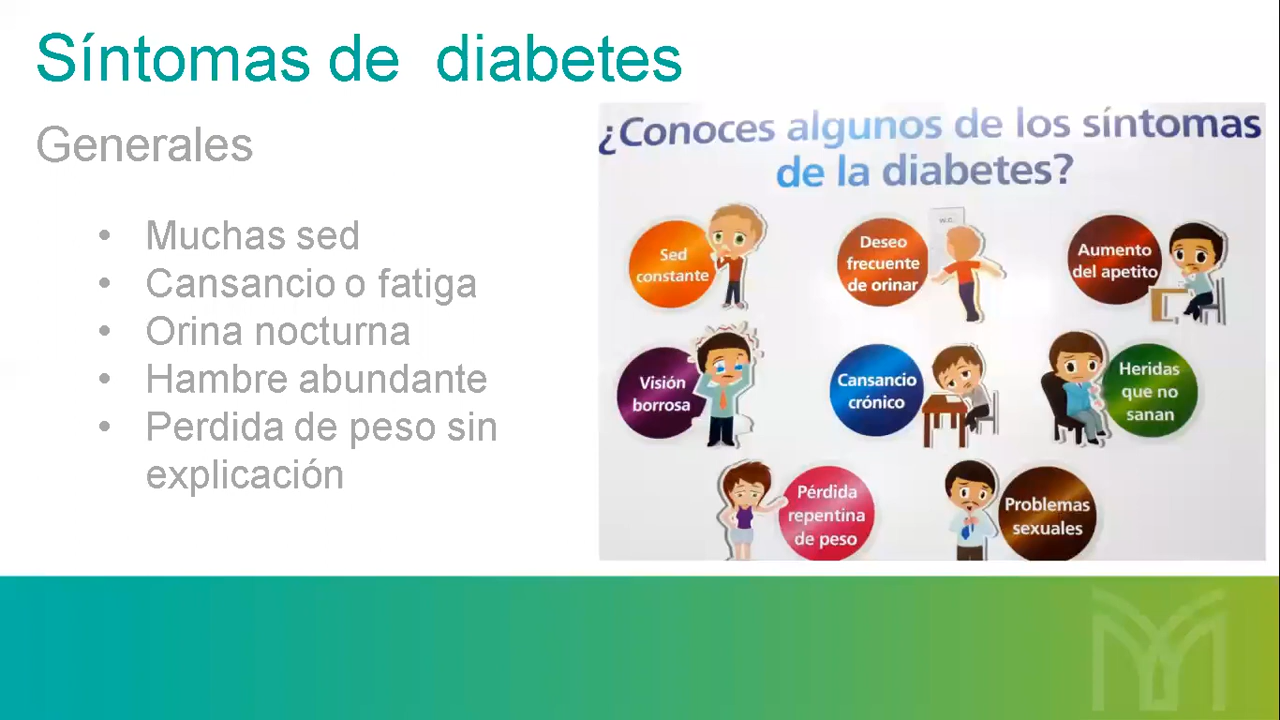 Síntomas de diabetes
Generales
• Muchas sed
• Cansancio o fatiga
• Orina nocturna
• Hambre abundante
• Perdida de peso sin
explicación
¿Conoces algunos de los síntomas
de la diabetes?
Sed
constante
W.C.
Deseo
frecuente
de orinar
Aumento
del apetito
Visión
borrosa
Cansancio
crónico
Heridas
que no
sanan
Pérdida
repentina
de peso
Problemas
sexuales